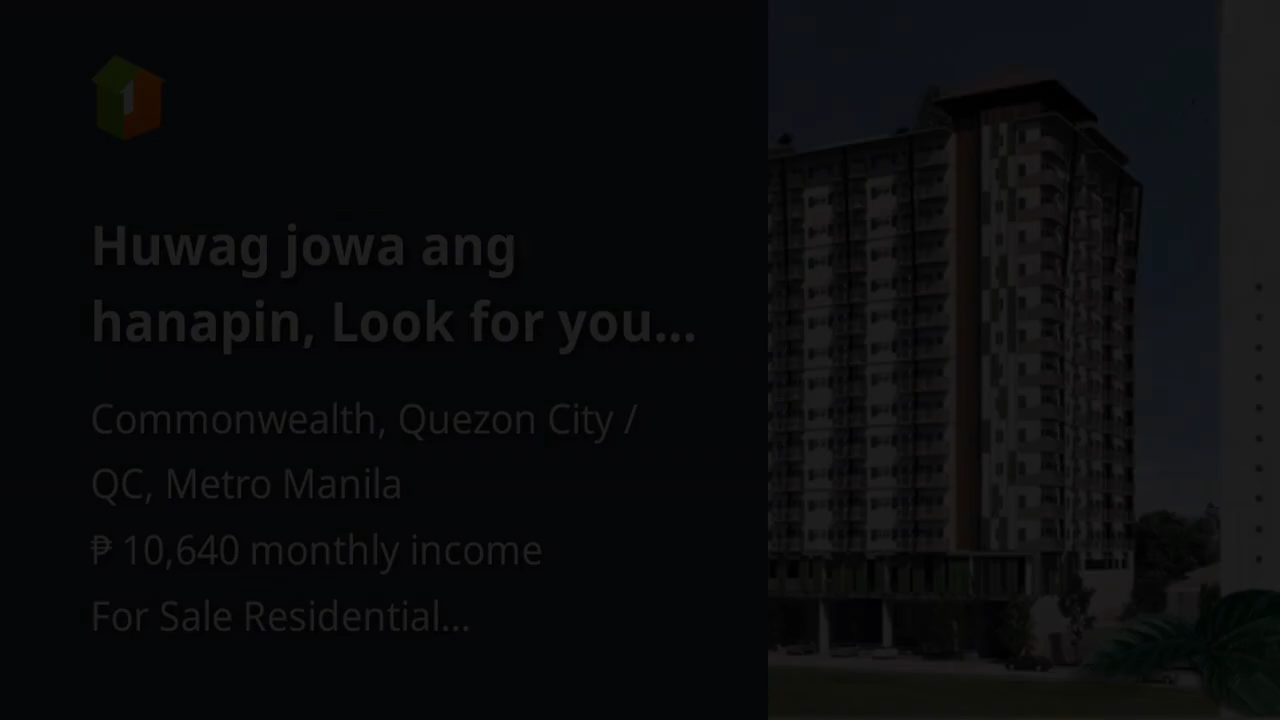 Huwag jowa ang
hanapin, Look for you...
Commonwealth, Quezon City /
QC, Metro Manila
₱ 10,640 monthly income
For Sale Residential...